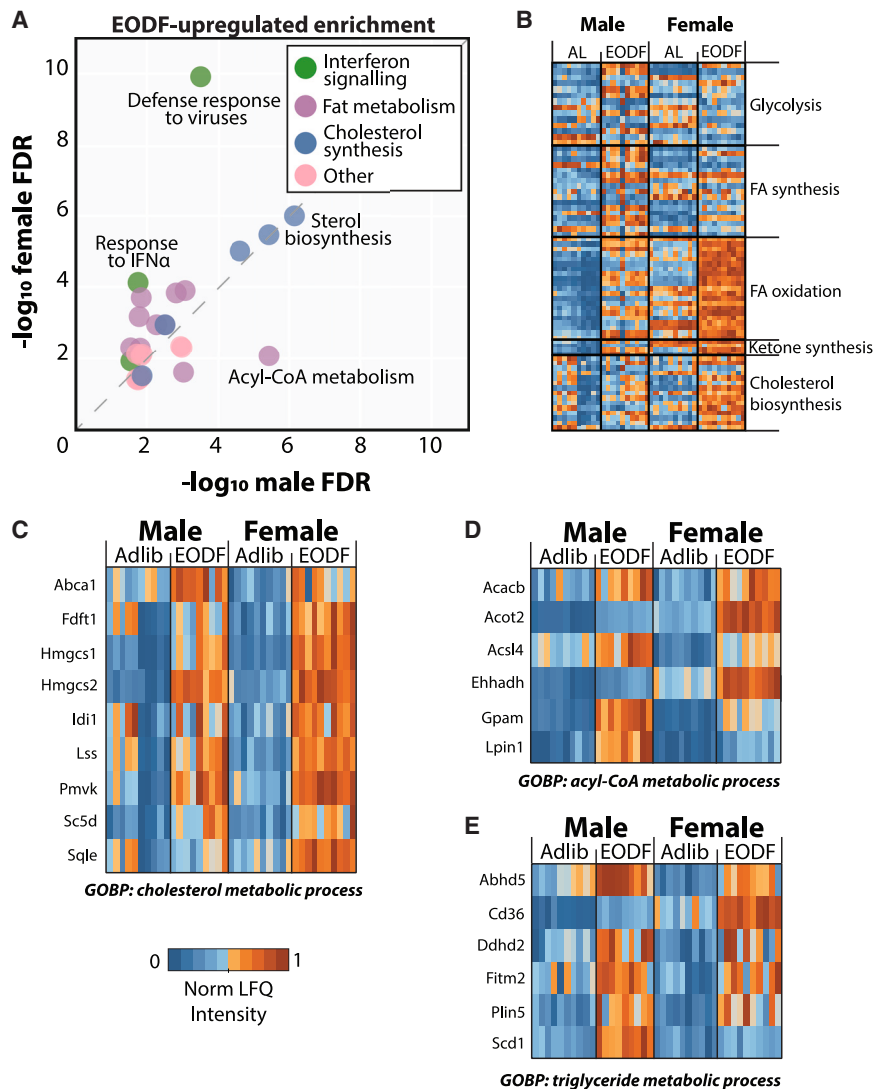 A
EODF-upregulated enrichment
10
8
6
4
2
0
2
4
6
8
10
-log₁₀ female FDR
-log₁₀ male FDR
Interferon
signalling
Fat metabolism
Cholesterol
synthesis
Other
Defense response
to viruses
Sterol
biosynthesis
Response
to IFNα
Acyl-CoA metabolism
B
Male Female
AL EODF AL EODF
Glycolysis
FA synthesis
FA oxidation
Ketone synthesis
Cholesterol
biosynthesis
C
Male Female
Adlib EODF Adlib EODF
Abca1
Fdft1
Hmgcs1
Hmgcs2
Idi1
Lss
Pmvk
Sc5d
Sqle
GOBP: cholesterol metabolic process
0 1
Norm LFQ
Intensity
D
Male Female
Adlib EODF Adlib EODF
Acacb
Acot2
Acsl4
Ehhadh
Gpam
Lpin1
GOBP: acyl-CoA metabolic process
E
Male Female
Adlib EODF Adlib EODF
Abhd5
Cd36
Ddhd2
Fitm2
Plin5
Scd1
GOBP: triglyceride metabolic process